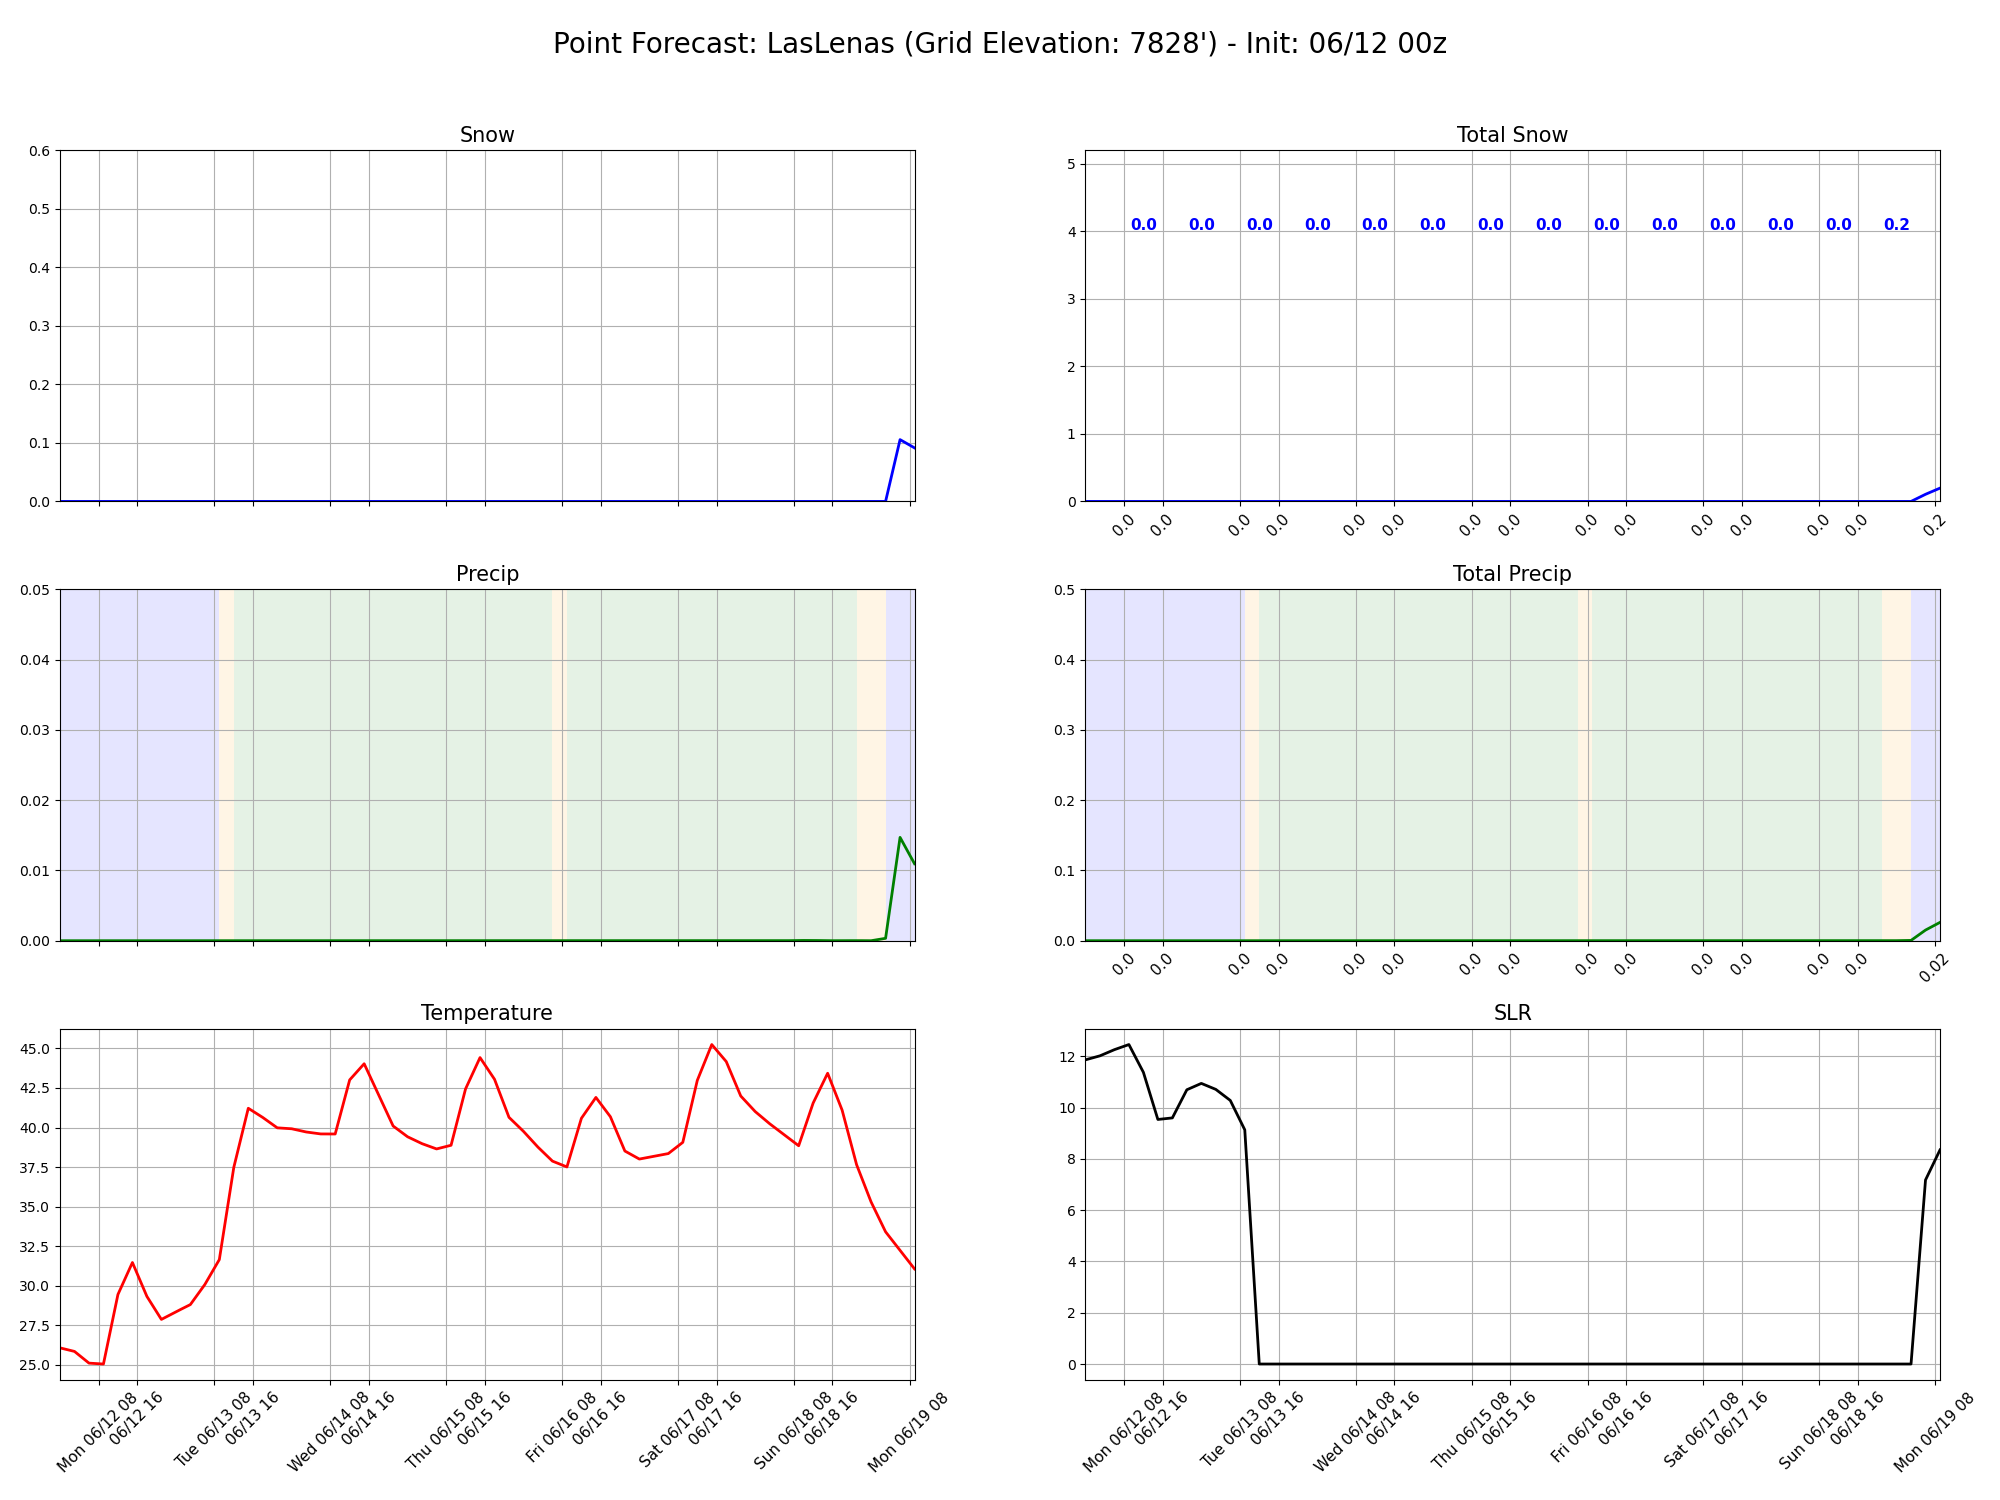 Point Forecast: LasLenas (Grid Elevation: 7828') - Init: 06/12 00z
Snow
0.6
0.5
0.4
0.3
0.2
0.1
0.0
Total Snow
5
4
3
2
1
0
0.0 0.0 0.0 0.0 0.0 0.0 0.0 0.0 0.0 0.0 0.0 0.0 0.0 0.2
0.0 0.0 0.0 0.0 0.0 0.0 0.0 0.0 0.0 0.0 0.0 0.0 0.0 0.0 0.2
Precip
0.05
0.04
0.03
0.02
0.01
0.00
Total Precip
0.5
0.4
0.3
0.2
0.1
0.0
0.0 0.0 0.0 0.0 0.0 0.0 0.0 0.0 0.0 0.0 0.0 0.0 0.0 0.0 0.02
Temperature
45.0
42.5
40.0
37.5
35.0
32.5
30.0
27.5
25.0
Mon 06/12 08
06/12 16
Tue 06/13 08
06/13 16
Wed 06/14 08
06/14 16
Thu 06/15 08
06/15 16
Fri 06/16 08
06/16 16
Sat 06/17 08
06/17 16
Sun 06/18 08
06/18 16
Mon 06/19 08
SLR
12
10
8
6
4
2
0
Mon 06/12 08
06/12 16
Tue 06/13 08
06/13 16
Wed 06/14 08
06/14 16
Thu 06/15 08
06/15 16
Fri 06/16 08
06/16 16
Sat 06/17 08
06/17 16
Sun 06/18 08
06/18 16
Mon 06/19 08